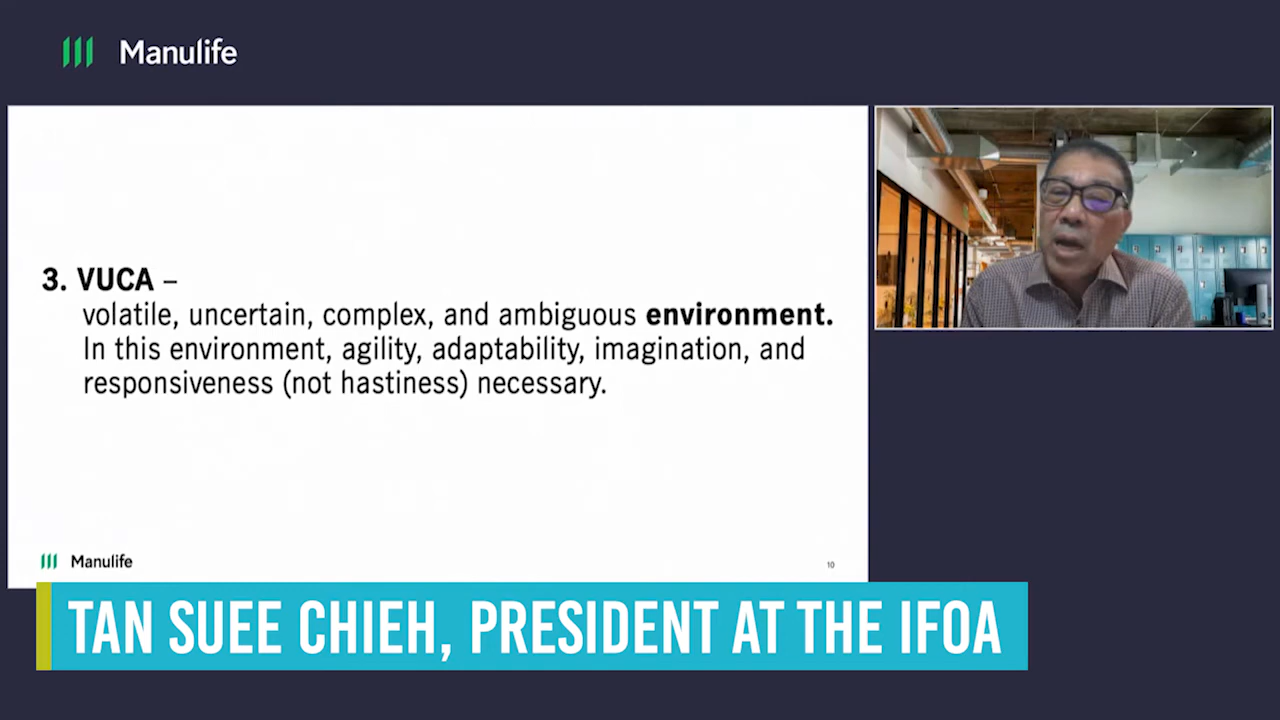 Manulife
3. VUCA –
volatile, uncertain, complex, and ambiguous environment.
In this environment, agility, adaptability, imagination, and
responsiveness (not hastiness) necessary.
Manulife
10
TAN SUEE CHIEH, PRESIDENT AT THE IFOA